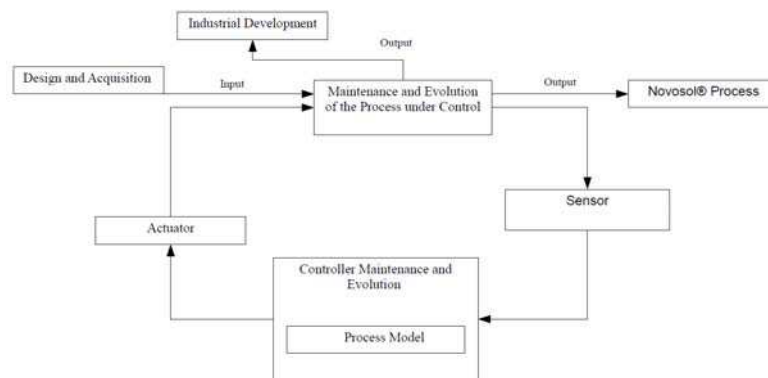 Industrial Development
Output
Design and Acquisition
Input
Maintenance and Evolution
of the Process under Control
Output
Novosol® Process
Sensor
Actuator
Controller Maintenance and
Evolution
Process Model